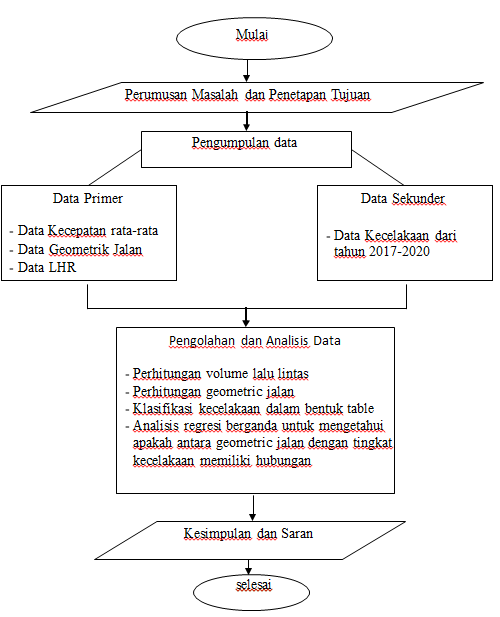 Mulai
Perumusan Masalah dan Penetapan Tujuan
Pengumpulan data
Data Primer
- Data Kecepatan rata-rata
- Data Geometrik Jalan
- Data LHR
Data Sekunder
- Data Kecelakaan dari
tahun 2017-2020
Pengolahan dan Analisis Data
- Perhitungan volume lalu lintas
- Perhitungan geometric jalan
- Klasifikasi kecelakaan dalam bentuk table
- Analisis regresi berganda untuk mengetahui
apakah antara geometric jalan dengan tingkat
kecelakaan memiliki hubungan
Kesimpulan dan Saran
selesai